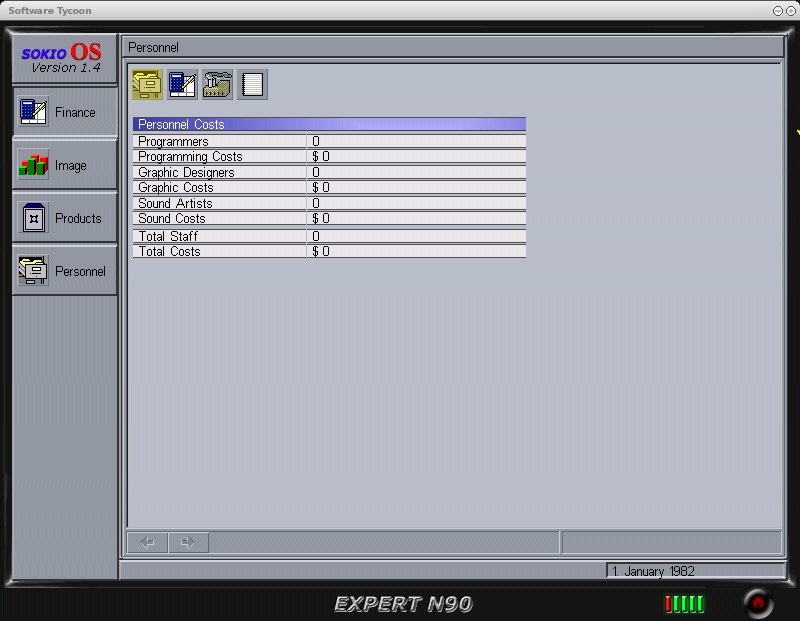 Software Tycoon
SOKIO OS
Version 1.4
Personnel
Finance
Image
Products
Personnel
Personnel Costs
Programmers 0
Programming Costs $ 0
Graphic Designers 0
Graphic Costs $ 0
Sound Artists 0
Sound Costs $ 0
Total Staff 0
Total Costs $ 0
1. January 1982
EXPERT N90